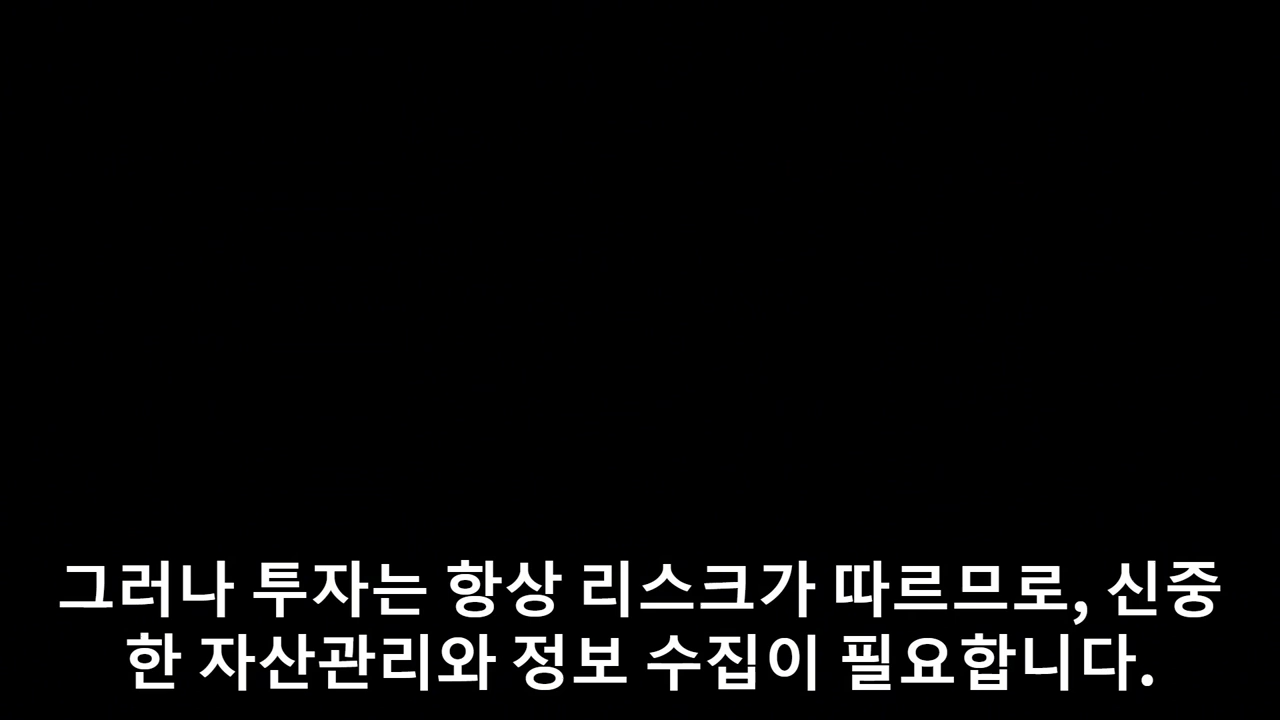 그러나 투자는 항상 리스크가 따르므로, 신중
한 자산관리와 정보 수집이 필요합니다.